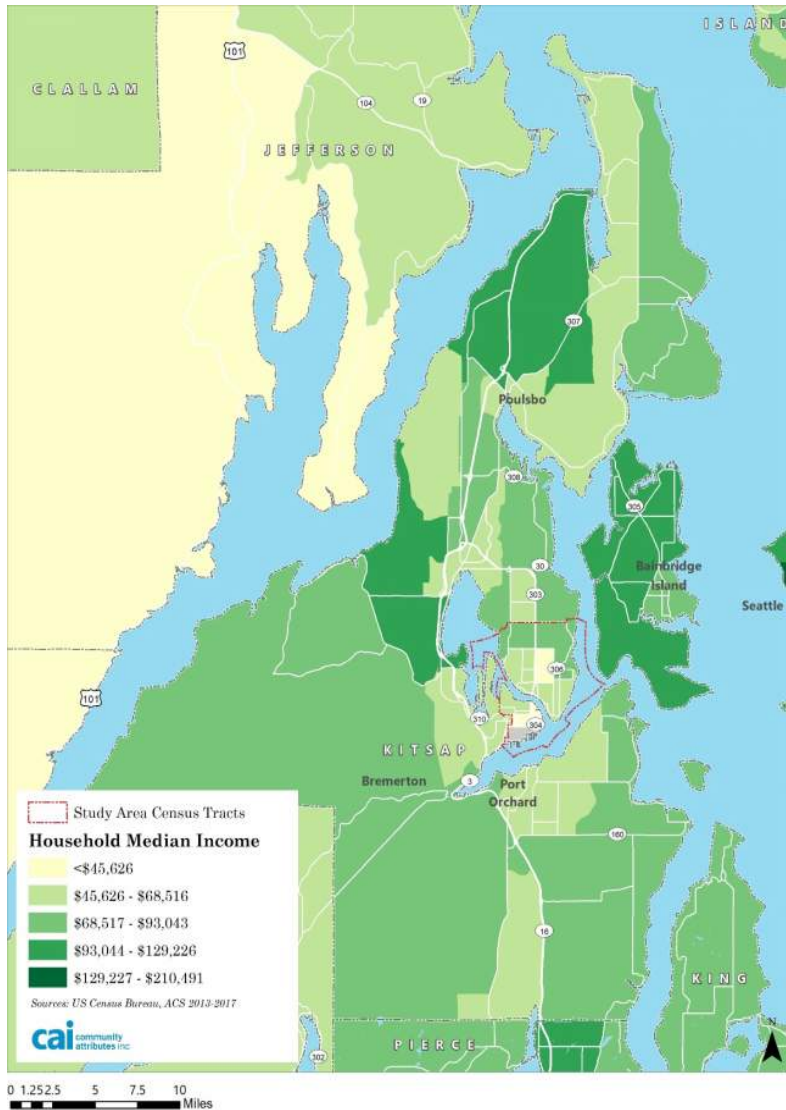 ISLAND
101
CLALLAM
104
19
JEFFERSON
307
Poulsbo
308
305
30
Bainbridge
Island
303
Seattle
306
101
310
304
KITSAP
Bremerton
3
Port
Orchard
160
16
KING
N
PIERCE
302
Study Area Census Tracts
Household Median Income
<$45,626
$45,626 - $68,516
$68,517 - $93,043
$93,044 - $129,226
$129,227 - $210,491
Sources: US Census Bureau, ACS 2013-2017
cai community
attributes inc
0 1.25 2.5 5 7.5 10
Miles